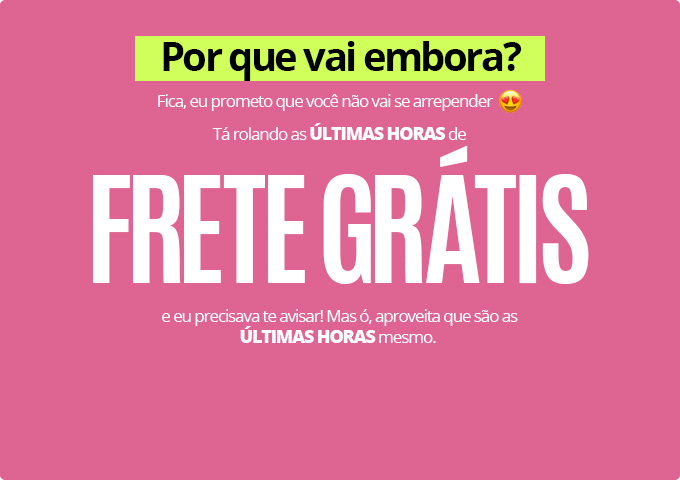 Por que vai embora?
Fica, eu prometo que você não vai se arrepender 😍
Tá rolando as ÚLTIMAS HORAS de
FRETE GRÁTIS
e eu precisava te avisar! Mas ó, aproveita que são as
ÚLTIMAS HORAS mesmo.